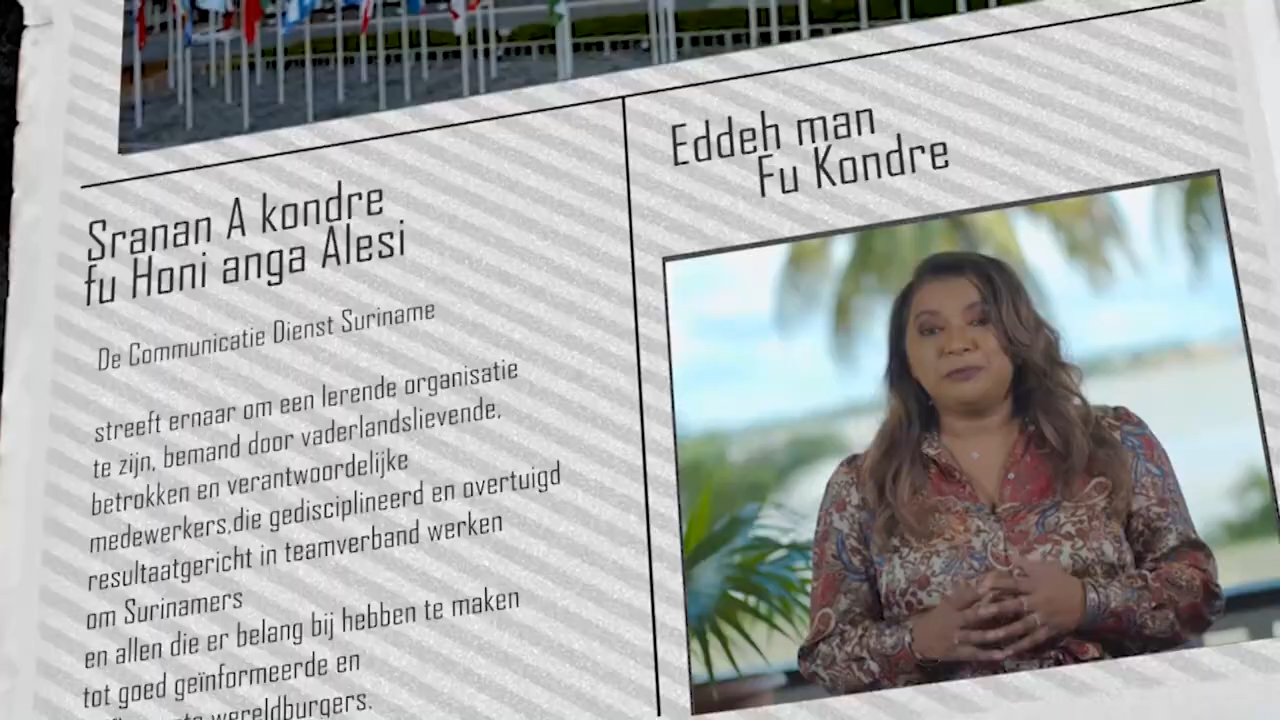 Sranan A kondre
fu Honi anga Alesi
De Communicatie Dienst Suriname
streeft ernaar om een lerende organisatie
te zijn, bemand door vaderlandslievende,
betrokken en verantwoordelijke
medewerkers,die gedisciplineerd en overtuigd
resultaatgericht in teamverband werken
om Surinamers
en allen die er belang bij hebben te maken
tot goed geïnformeerde en
wereldburgers.
Eddeh man
Fu Kondre